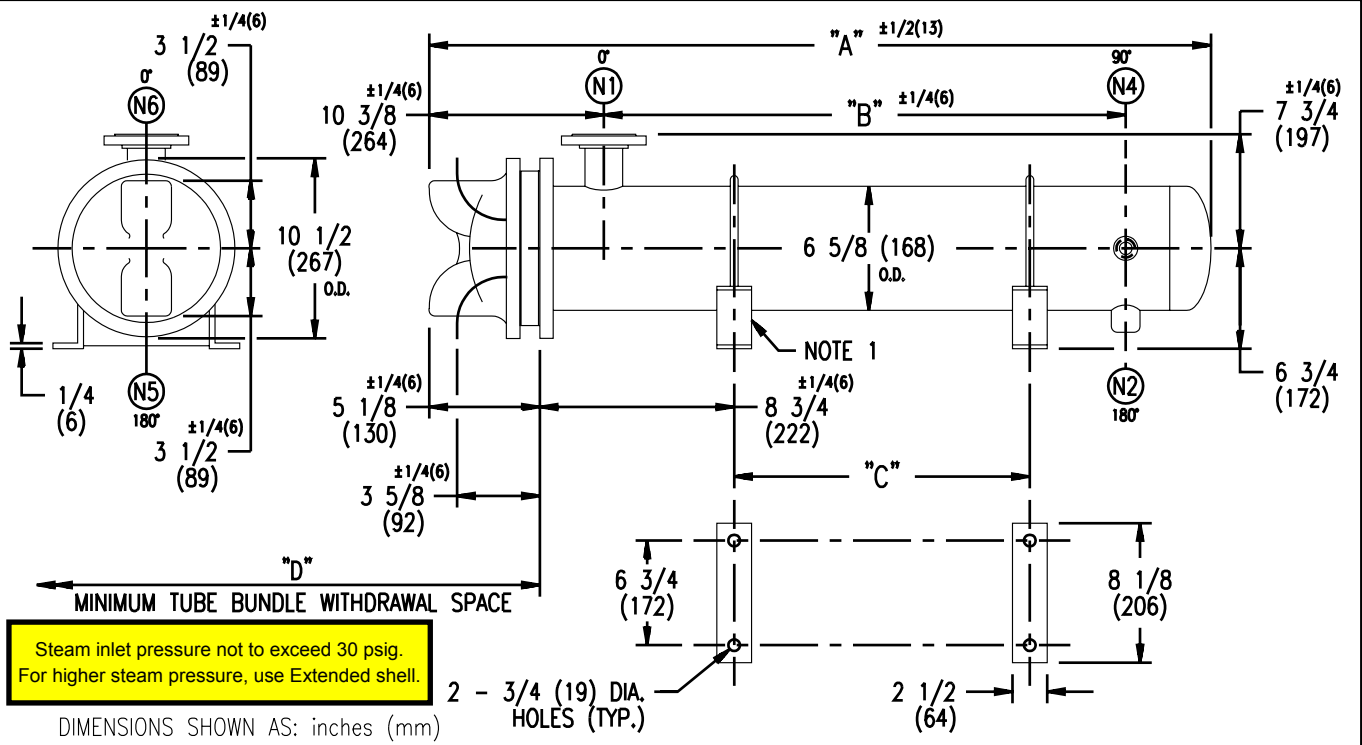 ±1/4(6)
3 1/2
(89)
0°
N6
10 1/2
(267)
O.D.
1/4
(6)
N5
180°
±1/4(6)
3 1/2
(89)
"A" ±1/2(13)
±1/4(6)
10 3/8
(264)
0°
N1
"B" ±1/4(6)
90°
N4
±1/4(6)
7 3/4
(197)
6 5/8 (168)
O.D.
NOTE 1
±1/4(6)
5 1/8
(130)
±1/4(6)
8 3/4
(222)
N2
180°
6 3/4
(172)
±1/4(6)
3 5/8
(92)
"C"
"D"
MINIMUM TUBE BUNDLE WITHDRAWAL SPACE
6 3/4
(172)
8 1/8
(206)
Steam inlet pressure not to exceed 30 psig.
For higher steam pressure, use Extended shell.
2 - 3/4 (19) DIA.
HOLES (TYP.)
2 1/2
(64)
DIMENSIONS SHOWN AS: inches (mm)